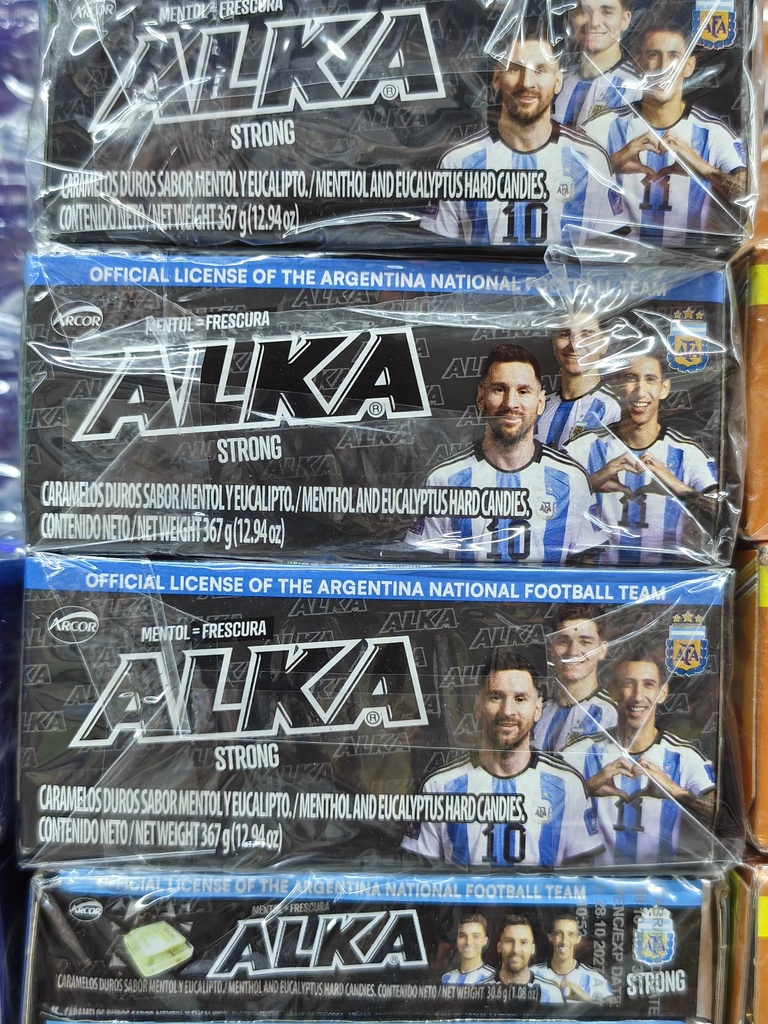 ARCOR
MENTOL = FRESCURA
ALKA®
STRONG
CARAMELOS DUROS SABOR MENTOL Y EUCALIPTO. / MENTHOL AND EUCALYPTUS HARD CANDIES.
CONTENIDO NETO / NET WEIGHT 367 g (12.94 oz)
AFA
10
11
OFFICIAL LICENSE OF THE ARGENTINA NATIONAL FOOTBALL TEAM
ARCOR
MENTOL = FRESCURA
ALKA®
STRONG
CARAMELOS DUROS SABOR MENTOL Y EUCALIPTO. / MENTHOL AND EUCALYPTUS HARD CANDIES.
CONTENIDO NETO / NET WEIGHT 367 g (12.94 oz)
AFA
10
11
OFFICIAL LICENSE OF THE ARGENTINA NATIONAL FOOTBALL TEAM
ARCOR
MENTOL = FRESCURA
ALKA®
STRONG
CARAMELOS DUROS SABOR MENTOL Y EUCALIPTO. / MENTHOL AND EUCALYPTUS HARD CANDIES.
CONTENIDO NETO / NET WEIGHT 367 g (12.94 oz)
AFA
10
11
OFFICIAL LICENSE OF THE ARGENTINA NATIONAL FOOTBALL TEAM
ARCOR
MENTOL = FRESCURA
ALKA
STRONG
CARAMELOS DUROS SABOR MENTOL Y EUCALIPTO. / MENTHOL AND EUCALYPTUS HARD CANDIES. CONTENIDO NETO / NET WEIGHT 30.6 g (1.08 oz)